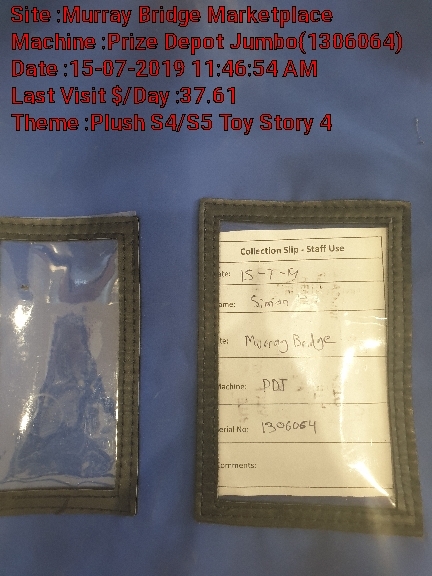 Site :Murray Bridge Marketplace
Machine :Prize Depot Jumbo(1306064)
Date :15-07-2019 11:46:54 AM
Last Visit $/Day :37.61
Theme :Plush S4/S5 Toy Story 4
Collection Slip - Staff Use
ate: 15-7-19
ame: Simon
te: Murray Bridge
Machine: PDJ
erial No: 1306064
omments: